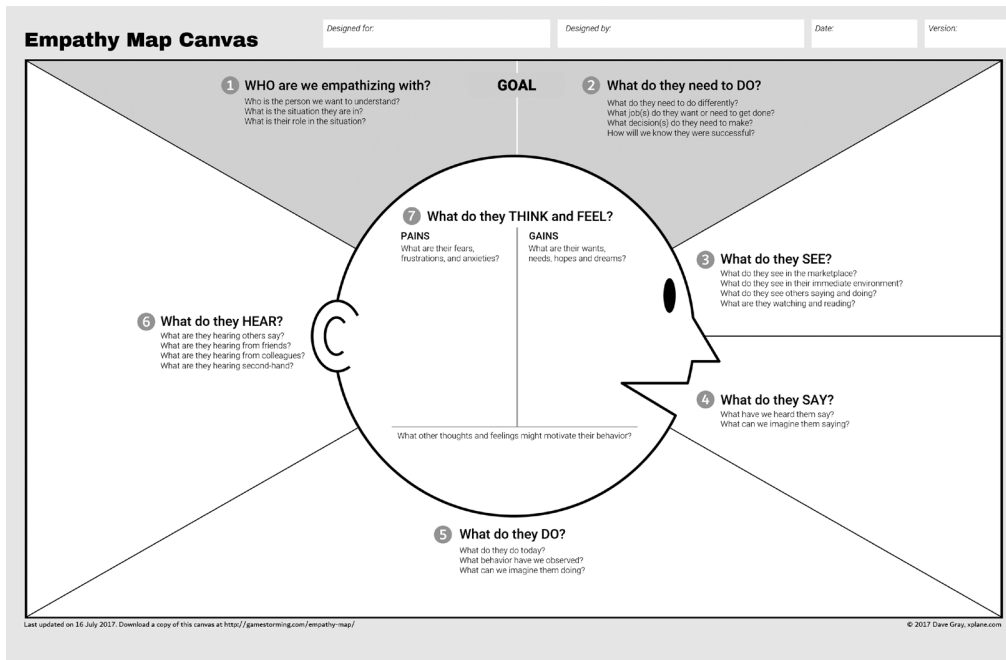 Empathy Map Canvas
Designed for:
Designed by:
Date:
Version:
1 WHO are we empathizing with?
Who is the person we want to understand?
What is the situation they are in?
What is their role in the situation?
GOAL
2 What do they need to DO?
What do they need to do differently?
What job(s) do they want or need to get done?
What decision(s) do they need to make?
How will we know they were successful?
7 What do they THINK and FEEL?
PAINS
What are their fears,
frustrations, and anxieties?
GAINS
What are their wants,
needs, hopes and dreams?
3 What do they SEE?
What do they see in the marketplace?
What do they see in their immediate environment?
What do they see others saying and doing?
What are they watching and reading?
6 What do they HEAR?
What are they hearing others say?
What are they hearing from friends?
What are they hearing from colleagues?
What are they hearing second-hand?
4 What do they SAY?
What have we heard them say?
What can we imagine them saying?
What other thoughts and feelings might motivate their behavior?
5 What do they DO?
What do they do today?
What behavior have we observed?
What can we imagine them doing?
Last updated on 16 July 2017. Download a copy of this canvas at http://gamestorming.com/empathy-map/
© 2017 Dave Gray, xplane.com